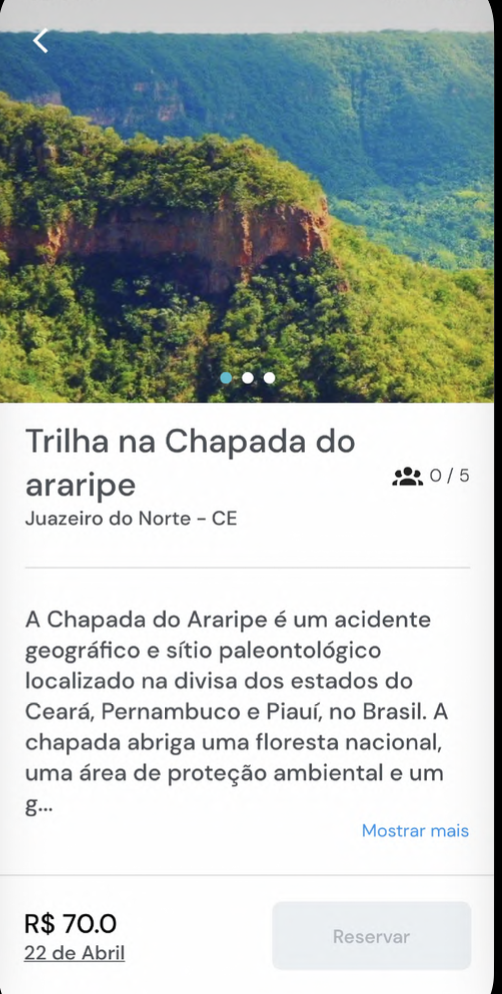 Trilha na Chapada do
araripe
0 / 5
Juazeiro do Norte - CE
A Chapada do Araripe é um acidente
geográfico e sítio paleontológico
localizado na divisa dos estados do
Ceará, Pernambuco e Piauí, no Brasil. A
chapada abriga uma floresta nacional,
uma área de proteção ambiental e um
g...
Mostrar mais
R$ 70.0
22 de Abril
Reservar